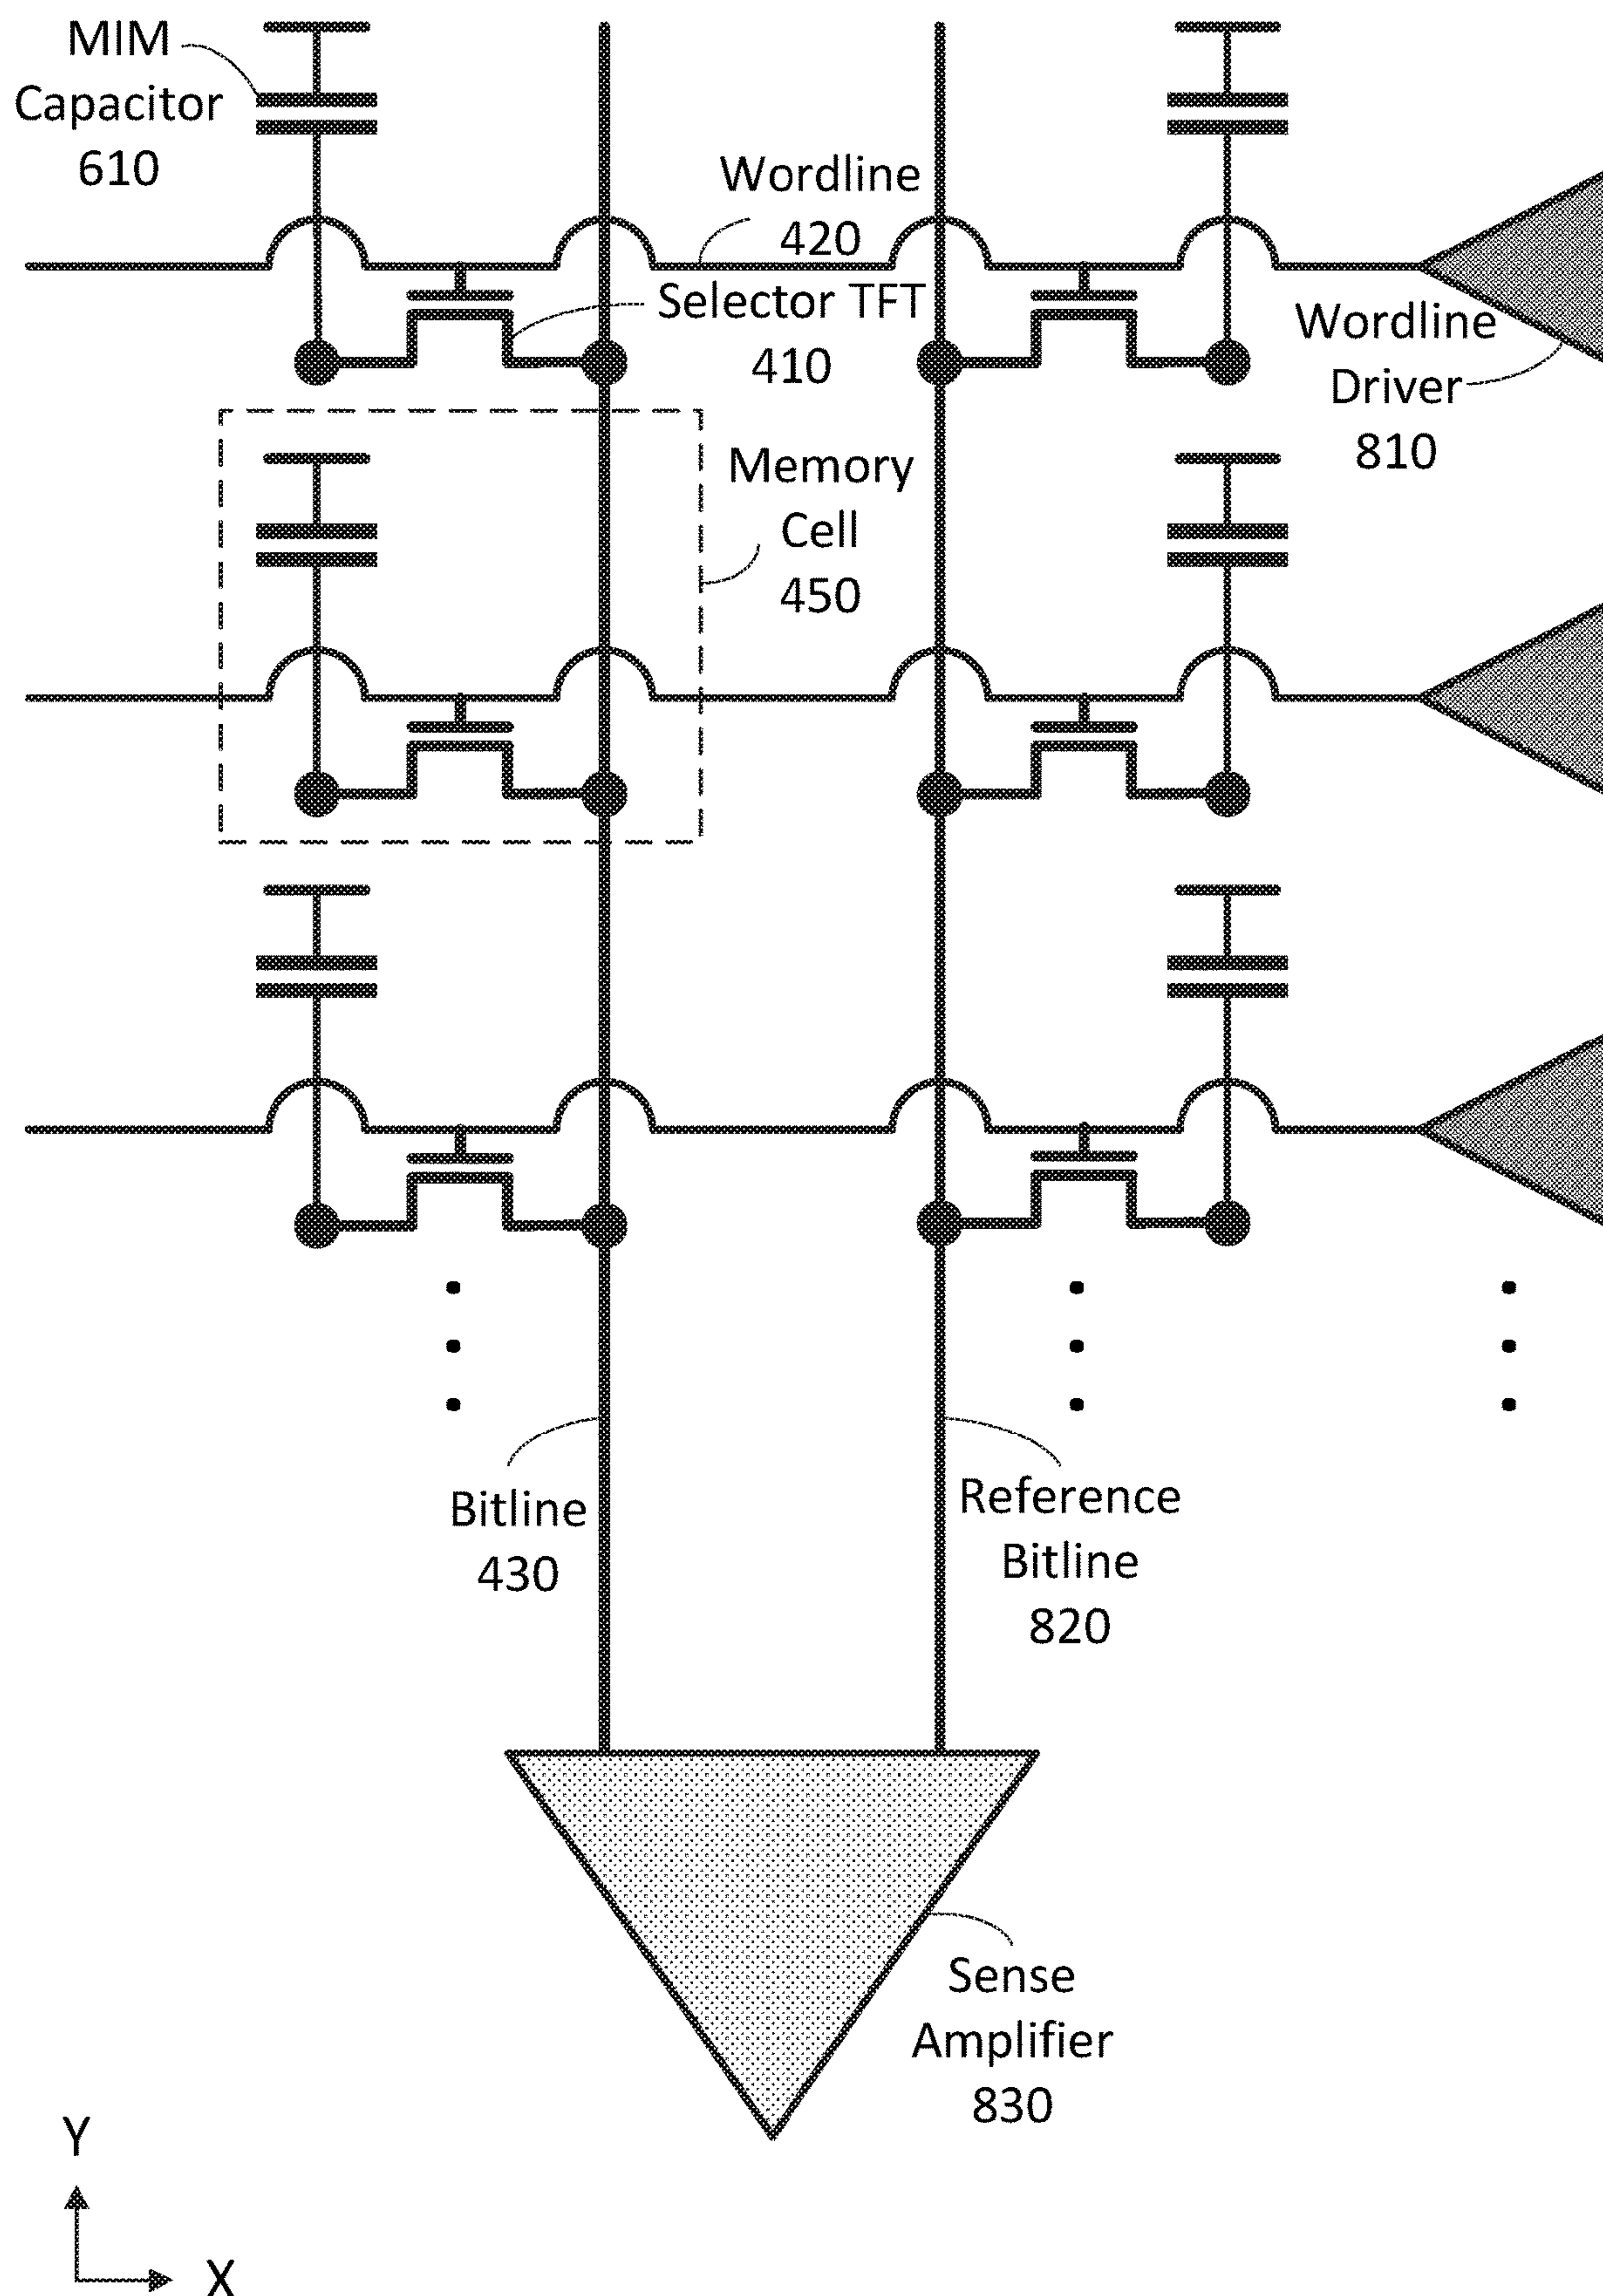 MIM
Capacitor
610
Wordline
420
Selector TFT
410
Wordline
Driver
810
Memory
Cell
450
Bitline
430
Reference
Bitline
820
Sense
Amplifier
830
Y
X